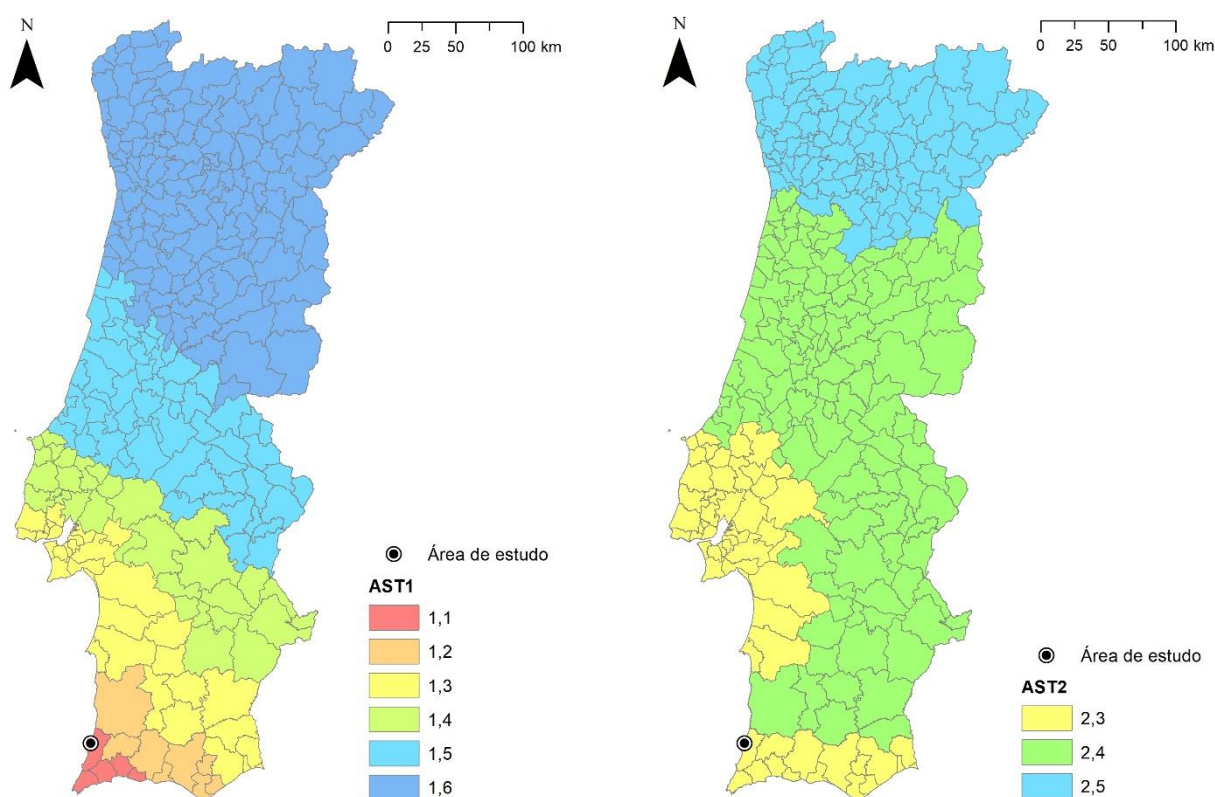 N
0 25 50 100 km
Área de estudo
AST1
1,1
1,2
1,3
1,4
1,5
1,6
N
0 25 50 100 km
Área de estudo
AST2
2,3
2,4
2,5